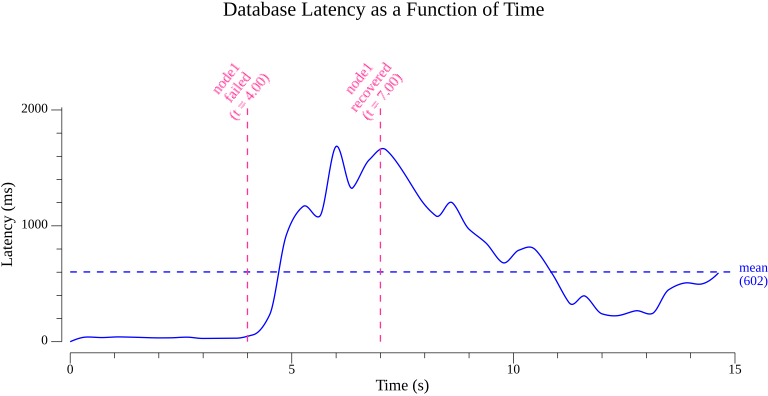 Database Latency as a Function of Time
node1
failed
(t = 4.00)
node1
recovered
(t = 7.00)
2000
1000
0
Latency (ms)
mean
(602)
0
5
10
15
Time (s)